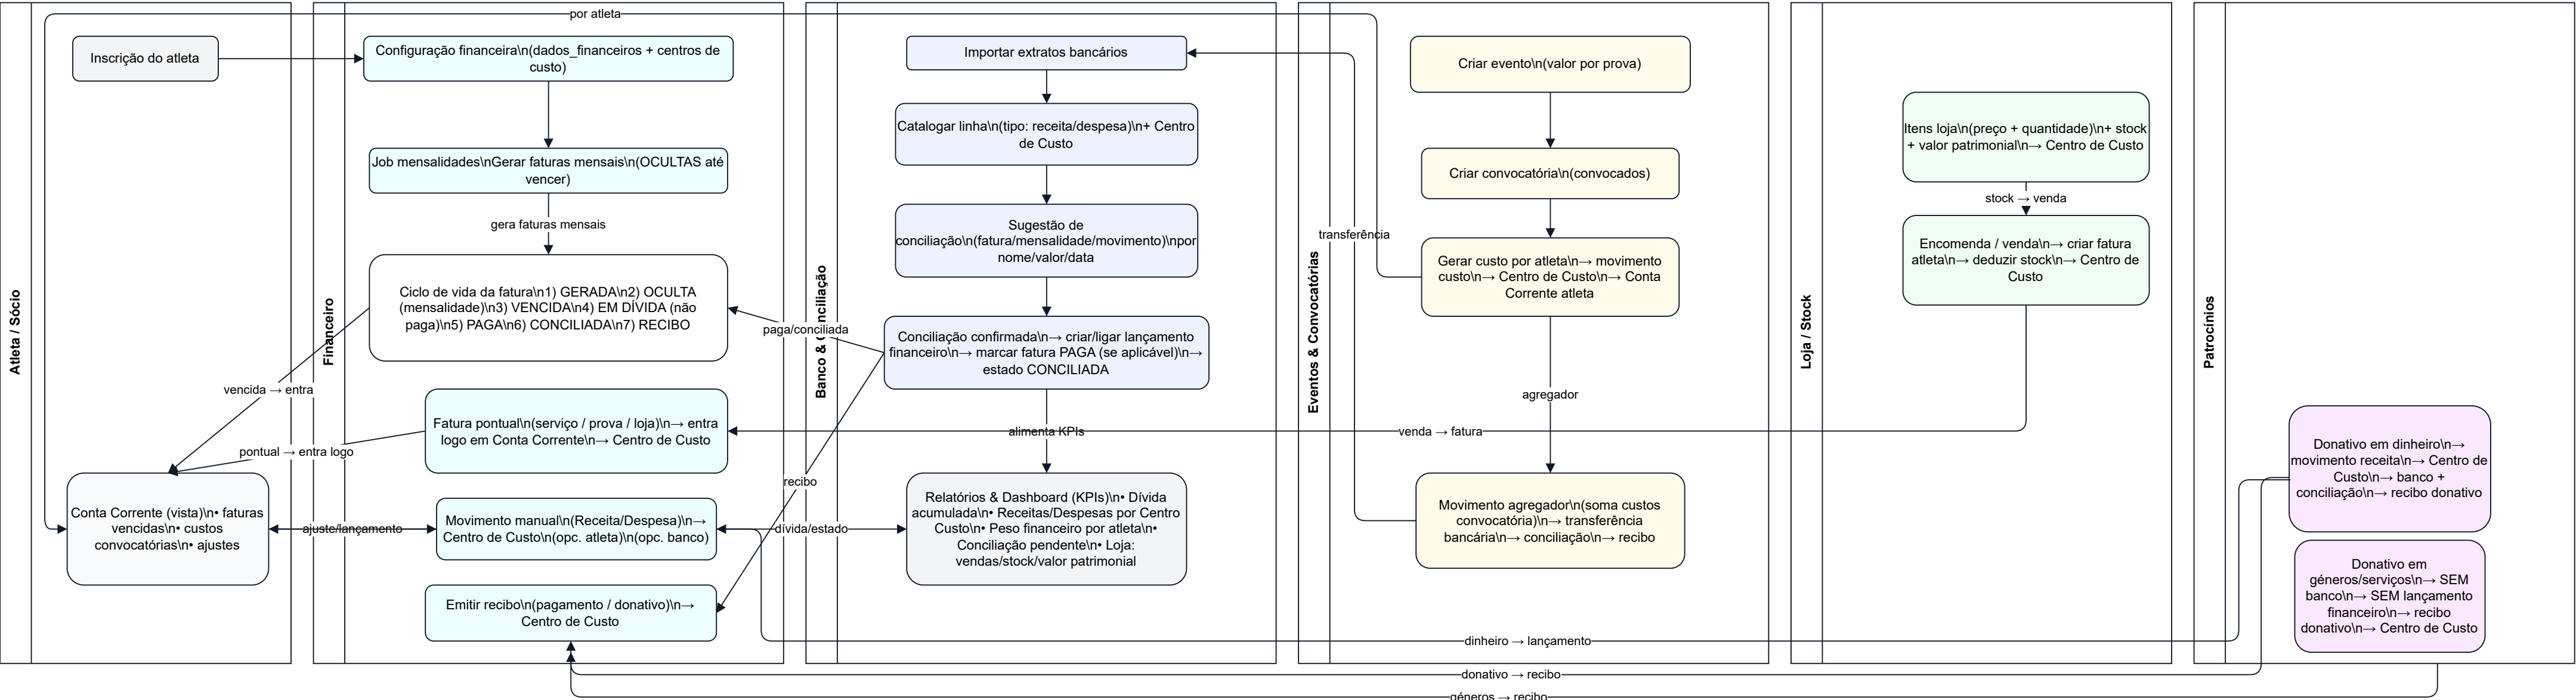 por atleta
Atleta / Sócio
Inscrição do atleta
vencida → entra
pontual → entra logo
Conta Corrente (vista)\n• faturas
vencidas\n• custos
convocatórias\n• ajustes
ajuste/lançamento
Financeiro
Configuração financeira\n(dados_financeiros + centros de
custo)
Job mensalidades\nGerar faturas mensais\n(OCULTAS até
vencer)
gera faturas mensais
Ciclo de vida da fatura\n1) GERADA\n2) OCULTA
(mensalidade)\n3) VENCIDA\n4) EM DÍVIDA (não
paga)\n5) PAGA\n6) CONCILIADA\n7) RECIBO
Fatura pontual\n(serviço / prova / loja)\n→ entra
logo em Conta Corrente\n→ Centro de Custo
Movimento manual\n(Receita/Despesa)\n→
Centro de Custo\n(opc. atleta)\n(opc. banco)
Emitir recibo\n(pagamento / donativo)\n→
Centro de Custo
paga/conciliada
recibo
dívida/estado
Banco & Conciliação
Importar extratos bancários
Catalogar linha\n(tipo: receita/despesa)\n+ Centro
de Custo
Sugestão de
conciliação\n(fatura/mensalidade/movimento)\npor
nome/valor/data
Conciliação confirmada\n→ criar/ligar lançamento
financeiro\n→ marcar fatura PAGA (se aplicável)\n→
estado CONCILIADA
alimenta KPIs
Relatórios & Dashboard (KPIs)\n• Dívida
acumulada\n• Receitas/Despesas por Centro
Custo\n• Peso financeiro por atleta\n•
Conciliação pendente\n• Loja:
vendas/stock/valor patrimonial
transferência
Eventos & Convocatórias
Criar evento\n(valor por prova)
Criar convocatória\n(convocados)
Gerar custo por atleta\n→ movimento
custo\n→ Centro de Custo\n→ Conta
Corrente atleta
agregador
venda → fatura
Movimento agregador\n(soma custos
convocatória)\n→ transferência
bancária\n→ conciliação\n→ recibo
Loja / Stock
Itens loja\n(preço + quantidade)\n+ stock
+ valor patrimonial\n→ Centro de Custo
stock → venda
Encomenda / venda\n→ criar fatura
atleta\n→ deduzir stock\n→ Centro de
Custo
Patrocínios
Donativo em dinheiro\n→
movimento receita\n→ Centro de
Custo\n→ banco +
conciliação\n→ recibo donativo
Donativo em
géneros/serviços\n→ SEM
banco\n→ SEM lançamento
financeiro\n→ recibo
donativo\n→ Centro de Custo
dinheiro → lançamento
donativo → recibo
géneros → recibo